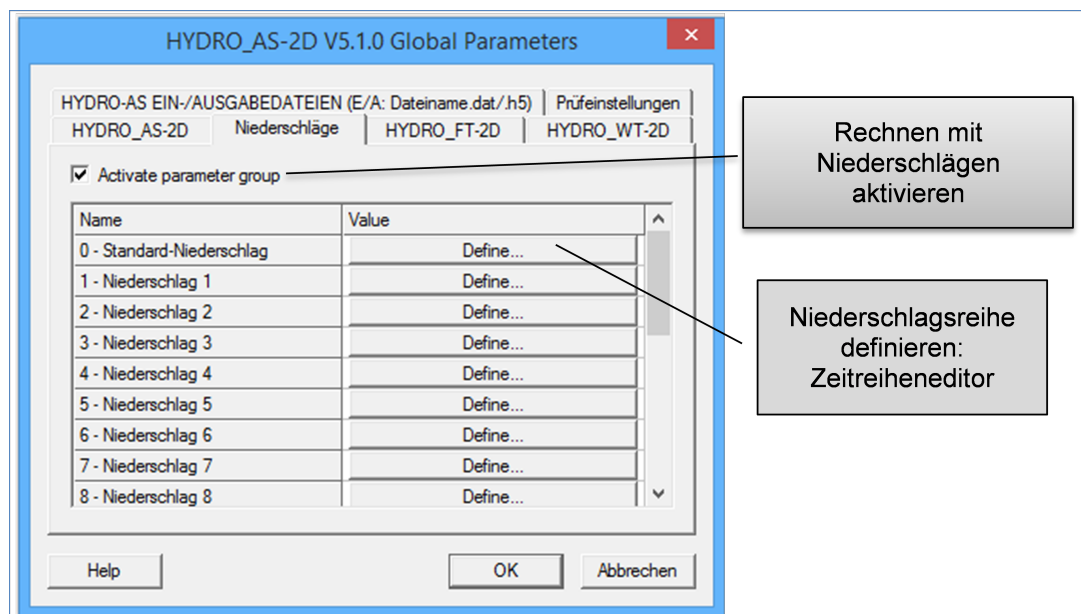 HYDRO_AS-2D V5.1.0 Global Parameters
HYDRO-AS EIN-/AUSGABEDATEIEN (E/A: Dateiname.dat/.h5) Prüfeinstellungen
HYDRO_AS-2D Niederschläge HYDRO_FT-2D HYDRO_WT-2D
Activate parameter group
Name Value
0 - Standard-Niederschlag Define...
1 - Niederschlag 1 Define...
2 - Niederschlag 2 Define...
3 - Niederschlag 3 Define...
4 - Niederschlag 4 Define...
5 - Niederschlag 5 Define...
6 - Niederschlag 6 Define...
7 - Niederschlag 7 Define...
8 - Niederschlag 8 Define...
Help OK Abbrechen
Rechnen mit
Niederschlägen
aktivieren
Niederschlagsreihe
definieren:
Zeitreiheneditor